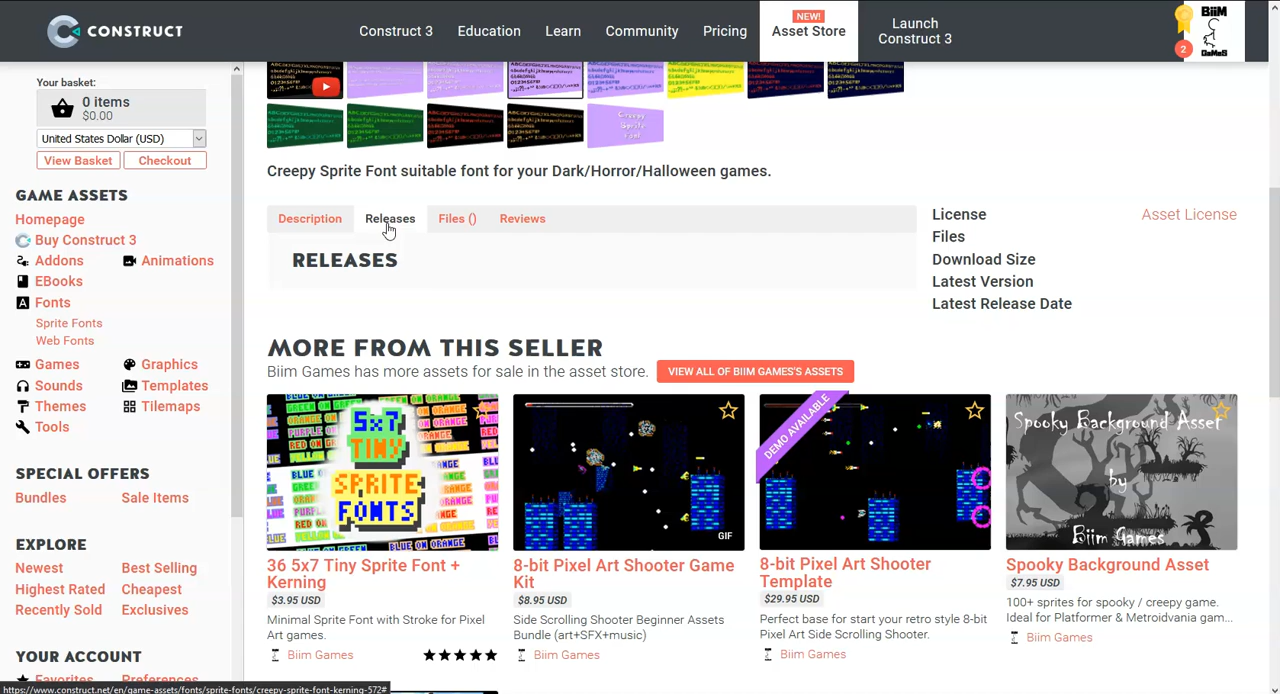 CONSTRUCT
Construct 3
Education
Learn
Community
Pricing
NEW!
Asset Store
Launch
Construct 3
2
BiiM
GaMeS
Your basket:
0 items
$0.00
United States Dollar (USD)
View Basket
Checkout
GAME ASSETS
Homepage
Buy Construct 3
Addons
Animations
EBooks
Fonts
Sprite Fonts
Web Fonts
Games
Graphics
Sounds
Templates
Themes
Tilemaps
Tools
SPECIAL OFFERS
Bundles
Sale Items
EXPLORE
Newest
Best Selling
Highest Rated
Cheapest
Recently Sold
Exclusives
YOUR ACCOUNT
Favorites
Preferences
Creepy
Sprite
Font
Creepy Sprite Font suitable font for your Dark/Horror/Halloween games.
Description
Releases
Files ()
Reviews
RELEASES
License
Asset License
Files
Download Size
Latest Version
Latest Release Date
MORE FROM THIS SELLER
Biim Games has more assets for sale in the asset store.
VIEW ALL OF BIIM GAMES'S ASSETS
5x7
TINY
SPRITE
FONTS
36 5x7 Tiny Sprite Font +
Kerning
$3.95 USD
Minimal Sprite Font with Stroke for Pixel
Art games.
Biim Games
GIF
8-bit Pixel Art Shooter Game
Kit
$8.95 USD
Side Scrolling Shooter Beginner Assets
Bundle (art+SFX+music)
Biim Games
DEMO AVAILABLE
8-bit Pixel Art Shooter
Template
$29.95 USD
Perfect base for start your retro style 8-bit
Pixel Art Side Scrolling Shooter.
Biim Games
Spooky Background Asset
by
Biim Games
Spooky Background Asset
$7.95 USD
100+ sprites for spooky / creepy game.
Ideal for Platformer & Metroidvania gam...
Biim Games
https://www.construct.net/en/game-assets/fonts/sprite-fonts/creepy-sprite-font-kerning-572#